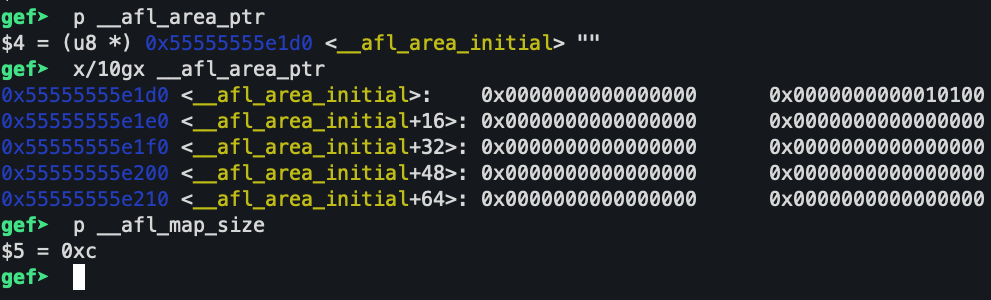 gef➤  p __afl_area_ptr
$4 = (u8 *) 0x55555555e1d0 <__afl_area_initial> ""
gef➤  x/10gx __afl_area_ptr
0x55555555e1d0 <__afl_area_initial>:    0x0000000000000000      0x0000000000010100
0x55555555e1e0 <__afl_area_initial+16>: 0x0000000000000000      0x0000000000000000
0x55555555e1f0 <__afl_area_initial+32>: 0x0000000000000000      0x0000000000000000
0x55555555e200 <__afl_area_initial+48>: 0x0000000000000000      0x0000000000000000
0x55555555e210 <__afl_area_initial+64>: 0x0000000000000000      0x0000000000000000
gef➤  p __afl_map_size
$5 = 0xc
gef➤